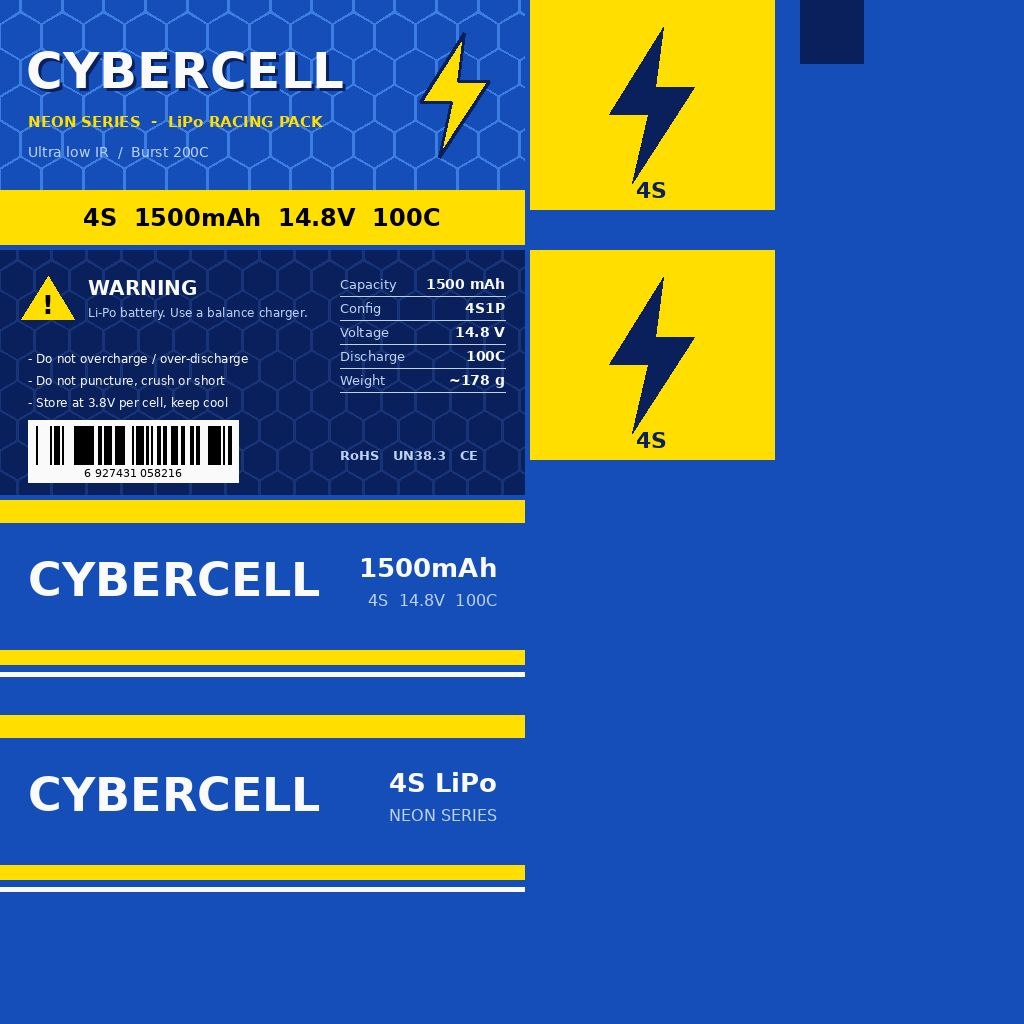 CYBERCELL
NEON SERIES - LiPo RACING PACK
Ultra low IR / Burst 200C
4S 1500mAh 14.8V 100C
4S
! WARNING
Li-Po battery. Use a balance charger.
- Do not overcharge / over-discharge
- Do not puncture, crush or short
- Store at 3.8V per cell, keep cool
6 927431 058216
Capacity 1500 mAh
Config 4S1P
Voltage 14.8 V
Discharge 100C
Weight ~178 g
RoHS UN38.3 CE
4S
CYBERCELL
1500mAh
4S 14.8V 100C
CYBERCELL
4S LiPo
NEON SERIES